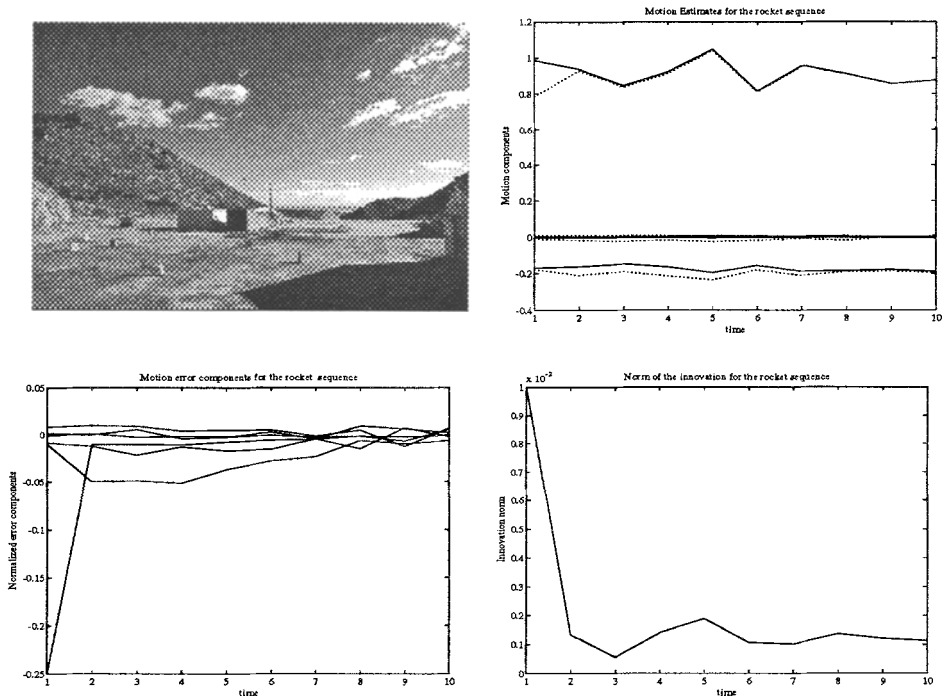 Motion Estimates for the rocket sequence
1.2
1
0.8
0.6
0.4
0.2
0
-0.2
-0.4
Motion components
1 2 3 4 5 6 7 8 9 10
time
Motion error components for the rocket sequence
0.05
0
-0.05
-0.1
-0.15
-0.2
-0.25
Normalized error components
1 2 3 4 5 6 7 8 9 10
time
Norm of the innovation for the rocket sequence
x 10-2
1
0.9
0.8
0.7
0.6
0.5
0.4
0.3
0.2
0.1
0
Innovation norm
1 2 3 4 5 6 7 8 9 10
time